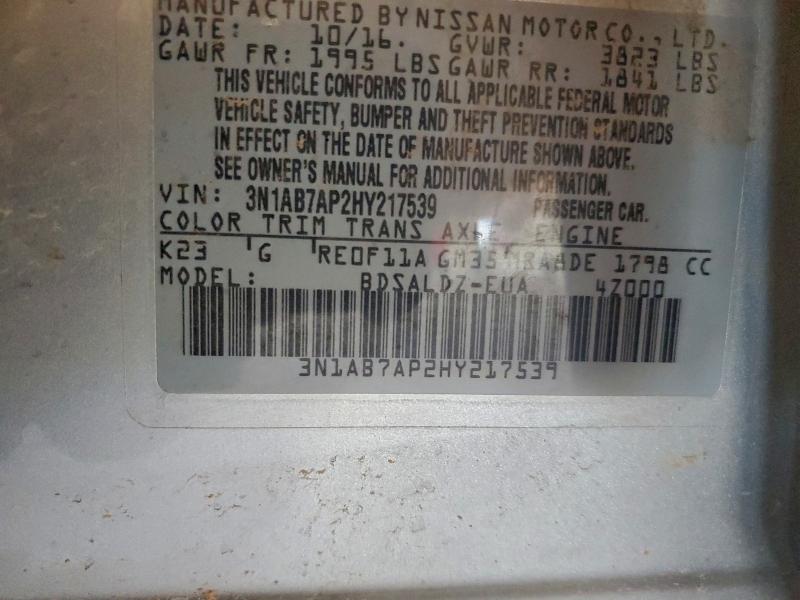 MANUFACTURED BY NISSAN MOTOR CO., LTD.
DATE: 10/16. GVWR: 3823 LBS
GAWR FR: 1995 LBS GAWR RR: 1841 LBS
THIS VEHICLE CONFORMS TO ALL APPLICABLE FEDERAL MOTOR
VEHICLE SAFETY, BUMPER AND THEFT PREVENTION STANDARDS
IN EFFECT ON THE DATE OF MANUFACTURE SHOWN ABOVE.
SEE OWNER'S MANUAL FOR ADDITIONAL INFORMATION.
VIN: 3N1AB7AP2HY217539 PASSENGER CAR.
COLOR TRIM TRANS AXLE ENGINE
K23 G RE0F11A GM35 MRA8DE 1798 CC
MODEL: BDSALDZ-EUA 4Z000
3N1AB7AP2HY217539